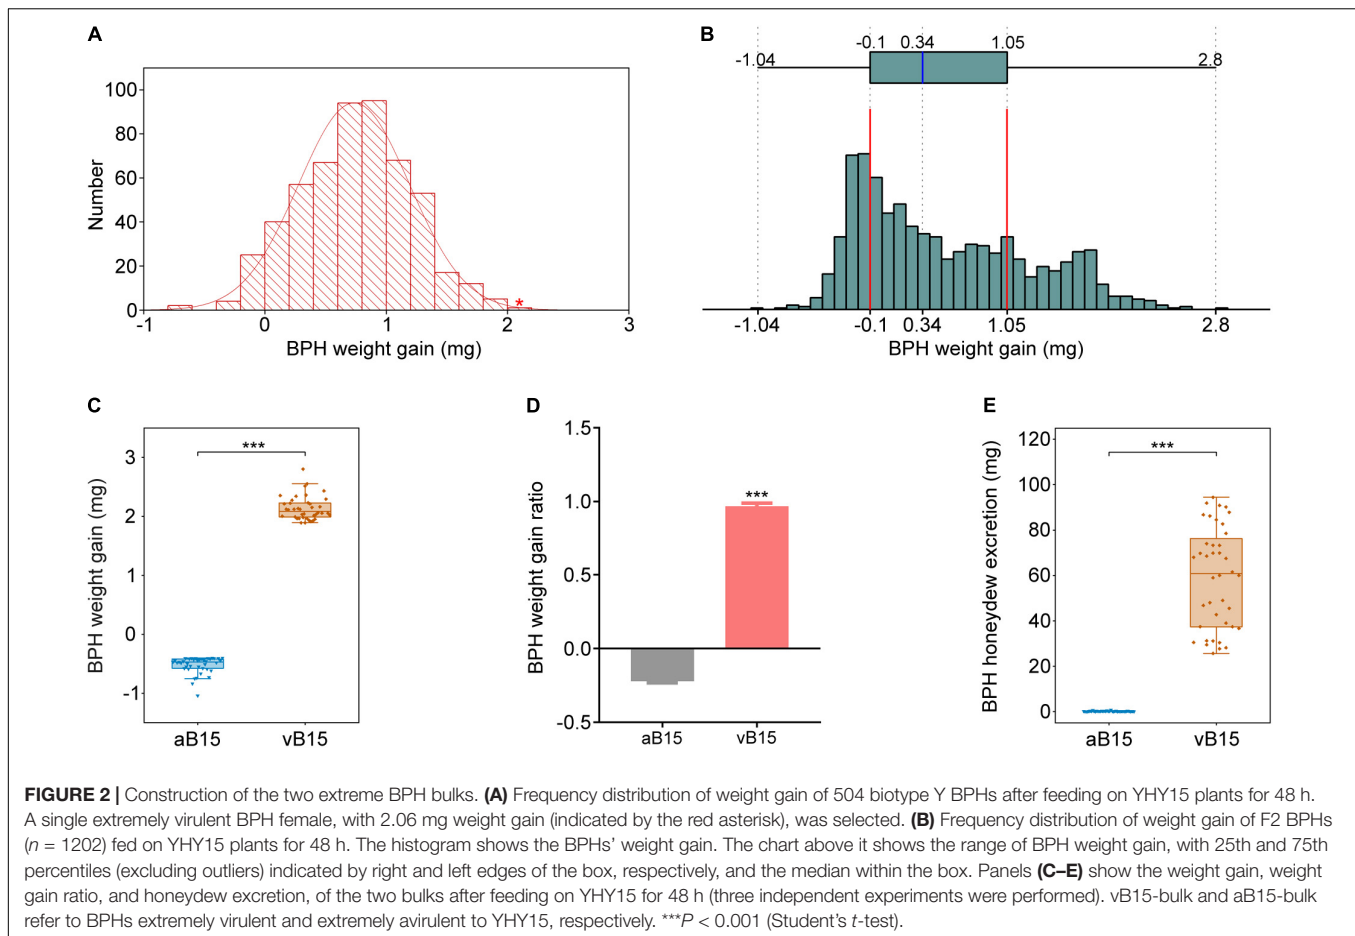 A
100
80
60
40
20
0
Number
-1
0
1
2
3
*
BPH weight gain (mg)
B
-0.1
0.34
1.05
-1.04
2.8
-1.04
-0.1
0.34
1.05
2.8
BPH weight gain (mg)
C
3
2
1
0
-1
BPH weight gain (mg)
***
aB15
vB15
D
1.5
1.0
0.5
0.0
-0.5
BPH weight gain ratio
***
aB15
vB15
E
120
100
80
60
40
20
0
BPH honeydew excretion (mg)
***
aB15
vB15
FIGURE 2 | Construction of the two extreme BPH bulks. (A) Frequency distribution of weight gain of 504 biotype Y BPHs after feeding on YHY15 plants for 48 h.
A single extremely virulent BPH female, with 2.06 mg weight gain (indicated by the red asterisk), was selected. (B) Frequency distribution of weight gain of F2 BPHs
(n = 1202) fed on YHY15 plants for 48 h. The histogram shows the BPHs' weight gain. The chart above it shows the range of BPH weight gain, with 25th and 75th
percentiles (excluding outliers) indicated by right and left edges of the box, respectively, and the median within the box. Panels (C–E) show the weight gain, weight
gain ratio, and honeydew excretion, of the two bulks after feeding on YHY15 for 48 h (three independent experiments were performed). vB15-bulk and aB15-bulk
refer to BPHs extremely virulent and extremely avirulent to YHY15, respectively. ***P < 0.001 (Student's t-test).